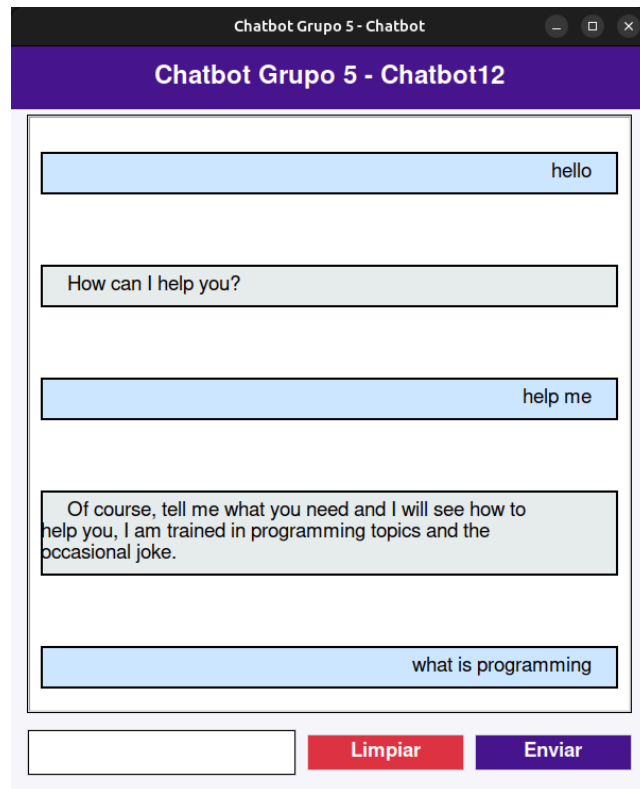 Chatbot Grupo 5 - Chatbot
Chatbot Grupo 5 - Chatbot12
hello
How can I help you?
help me
Of course, tell me what you need and I will see how to
help you, I am trained in programming topics and the
occasional joke.
what is programming
Limpiar
Enviar